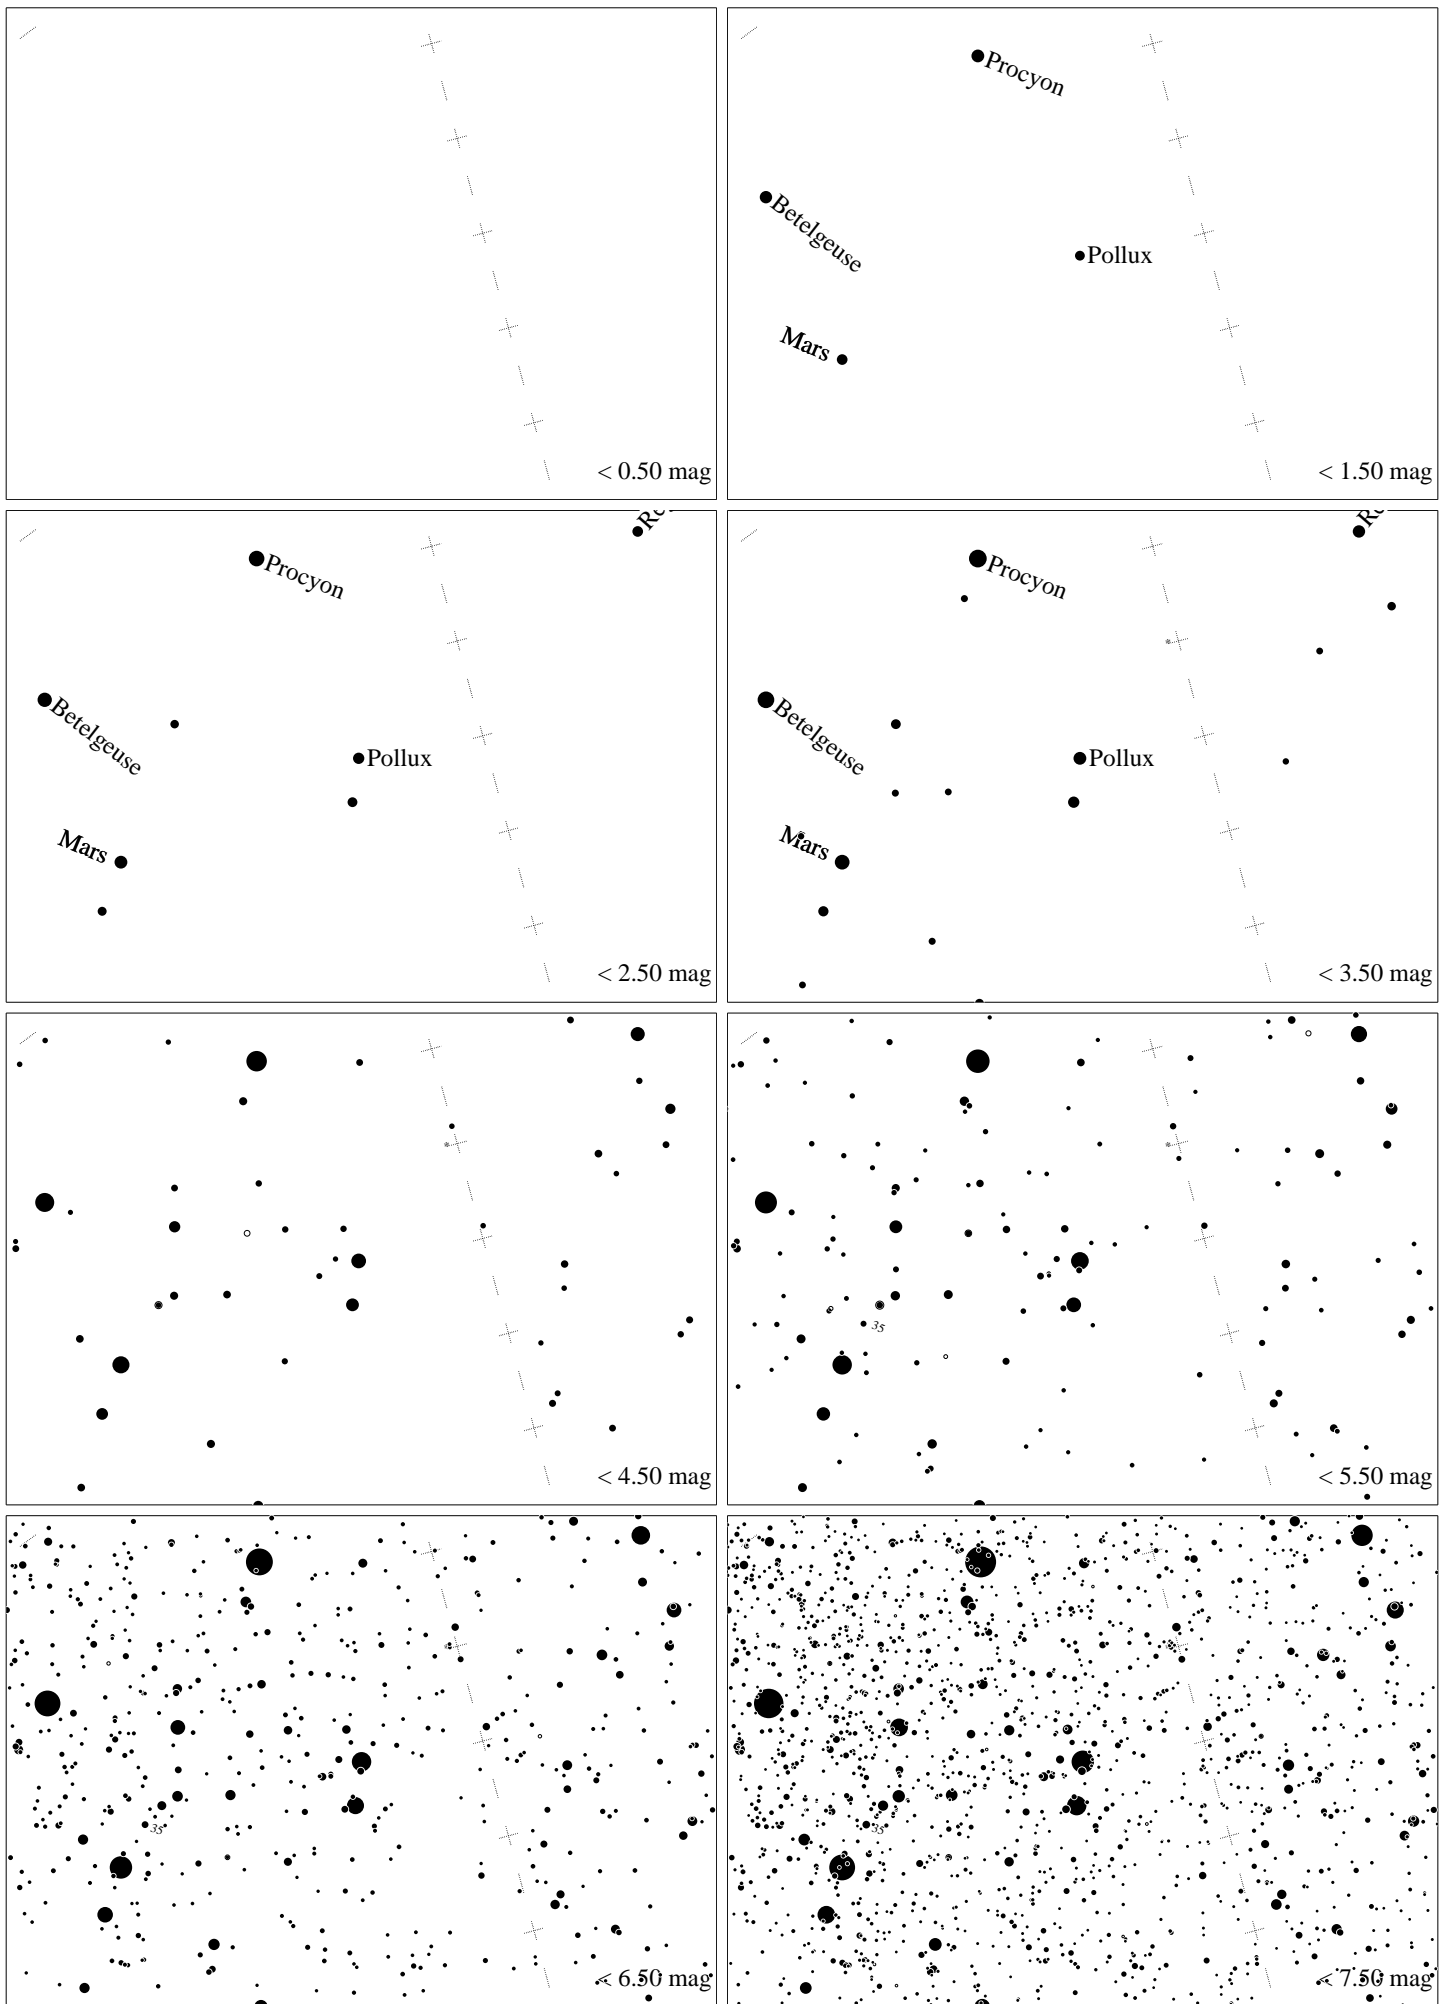 < 0.50 mag
Procyon
Betelgeuse
Pollux
Mars
< 1.50 mag
Procyon
Betelgeuse
Pollux
Mars
< 2.50 mag
Procyon
Betelgeuse
Pollux
Mars
< 3.50 mag
< 4.50 mag
35
< 5.50 mag
35
< 6.50 mag
35
< 7.50 mag